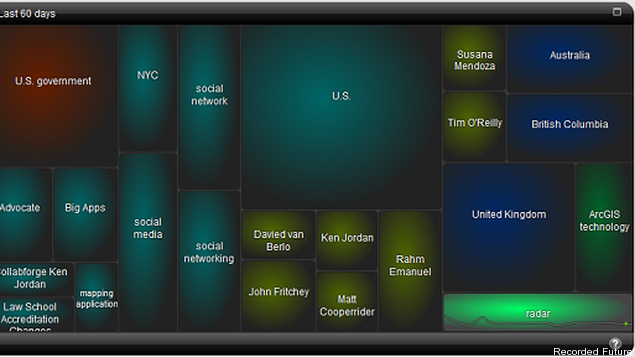 Last 60 days
U.S. government
NYC
social
network
U.S.
Susana
Mendoza
Australia
Tim O'Reilly
British Columbia
Advocate
Big Apps
social
media
social
networking
United Kingdom
ArcGIS
technology
Davied van
Berlo
Ken Jordan
Rahm
Emanuel
Collabforge Ken
Jordan
mapping
application
John Fritchey
Matt
Cooperrider
Law School
Accreditation
Changes
radar
?
Recorded Future